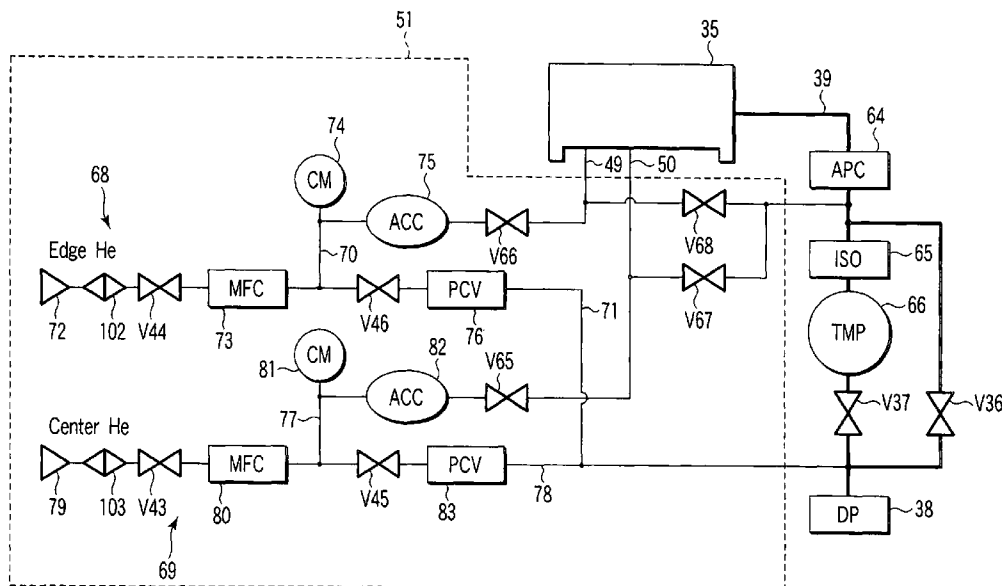 51
35
39
64
74
CM
75
ACC
49
50
APC
68
Edge He
70
V66
V68
ISO
65
66
MFC
PCV
TMP
72
102
V44
73
V46
76
71
V67
81
CM
82
ACC
V65
V37
V36
77
Center He
MFC
PCV
78
79
103
V43
80
V45
83
DP
38
69